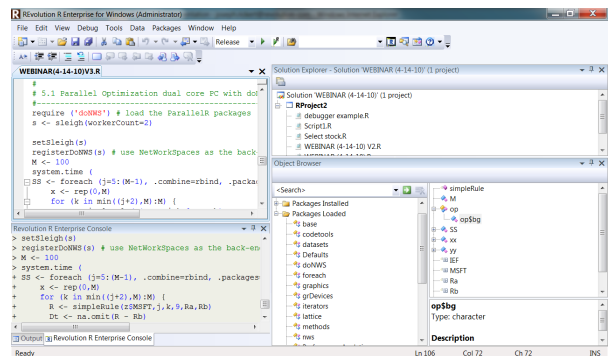 REvolution R Enterprise for Windows (Administrator)
File Edit View Debug Tools Data Packages Window Help
Release
WEBINAR(4-14-10)V3.R
#
# 5.1 Parallel Optimization dual core PC with do
#
require ('doNWS') # load the ParallelR packages
s <- sleigh(workerCount=2)
setSleigh(s)
registerDoNWS(s) # use NetWorkSpaces as the back-
M <- 100
system.time (
SS <- foreach (j=5:(M-1), .combine=rbind, .packa
x <- rep(0,M)
for (k in min((j+2),M):M) {
Revolution R Enterprise Console
> setSleigh(s)
> registerDoNWS(s) # use NetWorkSpaces as the back-en
> M <- 100
> system.time (
+ SS <- foreach (j=5:(M-1), .combine=rbind, .packages
+ x <- rep(0,M)
+ for (k in min((j+2),M):M) {
+ R <- simpleRule(z$MSFT,j,k,9,Ra,Rb)
+ Dt <- na.omit(R - Rb)
Output Revolution R Enterprise Console
Solution Explorer - Solution 'WEBINAR (4-14-10)' (1 project)
Solution 'WEBINAR (4-14-10)' (1 project)
RProject2
debugger example.R
Script1.R
Select stock.R
WEBINAR (4-14-10) V2.R
Object Browser
<Search>
Packages Installed
Packages Loaded
base
codetools
datasets
Defaults
doNWS
foreach
graphics
grDevices
iterators
lattice
methods
nws
simpleRule
M
op
op$bg
SS
xx
yy
IEF
MSFT
Ra
Rb
op$bg
Type: character
Description
Ready Ln 106 Col 72 Ch 72 INS